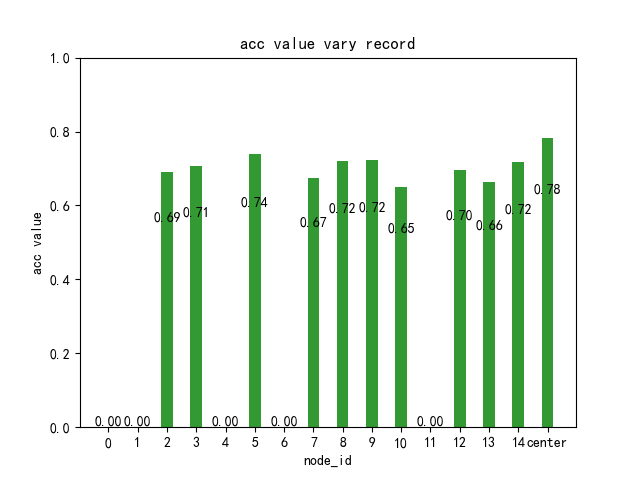 acc value vary record
1.0
0.8
0.6
0.4
0.2
0.0
acc value
0.00 0.00 0.69 0.71 0.00 0.74 0.00 0.67 0.72 0.72 0.65 0.00 0.70 0.66 0.72 0.78
0 1 2 3 4 5 6 7 8 9 10 11 12 13 14 center
node_id